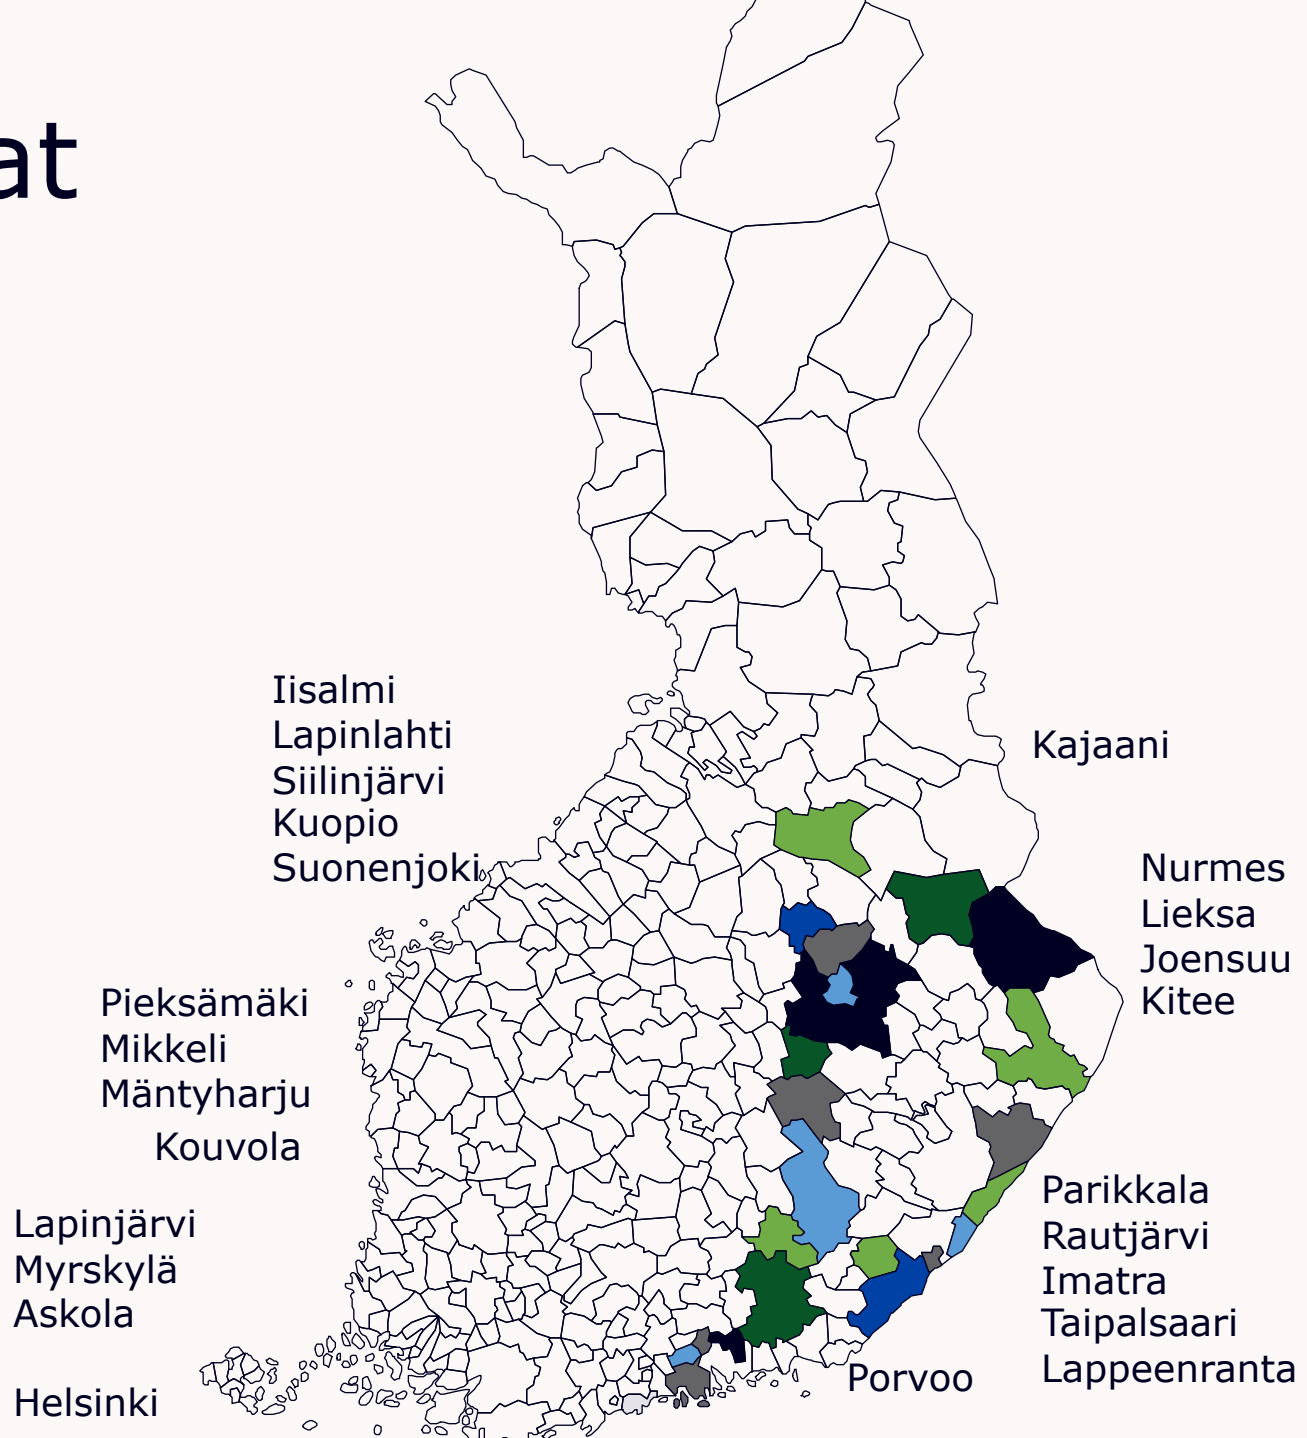 at
Iisalmi
Lapinlahti
Siilinjärvi
Kuopio
Suonenjoki
Kajaani
Nurmes
Lieksa
Joensuu
Kitee
Pieksämäki
Mikkeli
Mäntyharju
Kouvola
Parikkala
Rautjärvi
Imatra
Taipalsaari
Lappeenranta
Lapinjärvi
Myrskylä
Askola
Porvoo
Helsinki